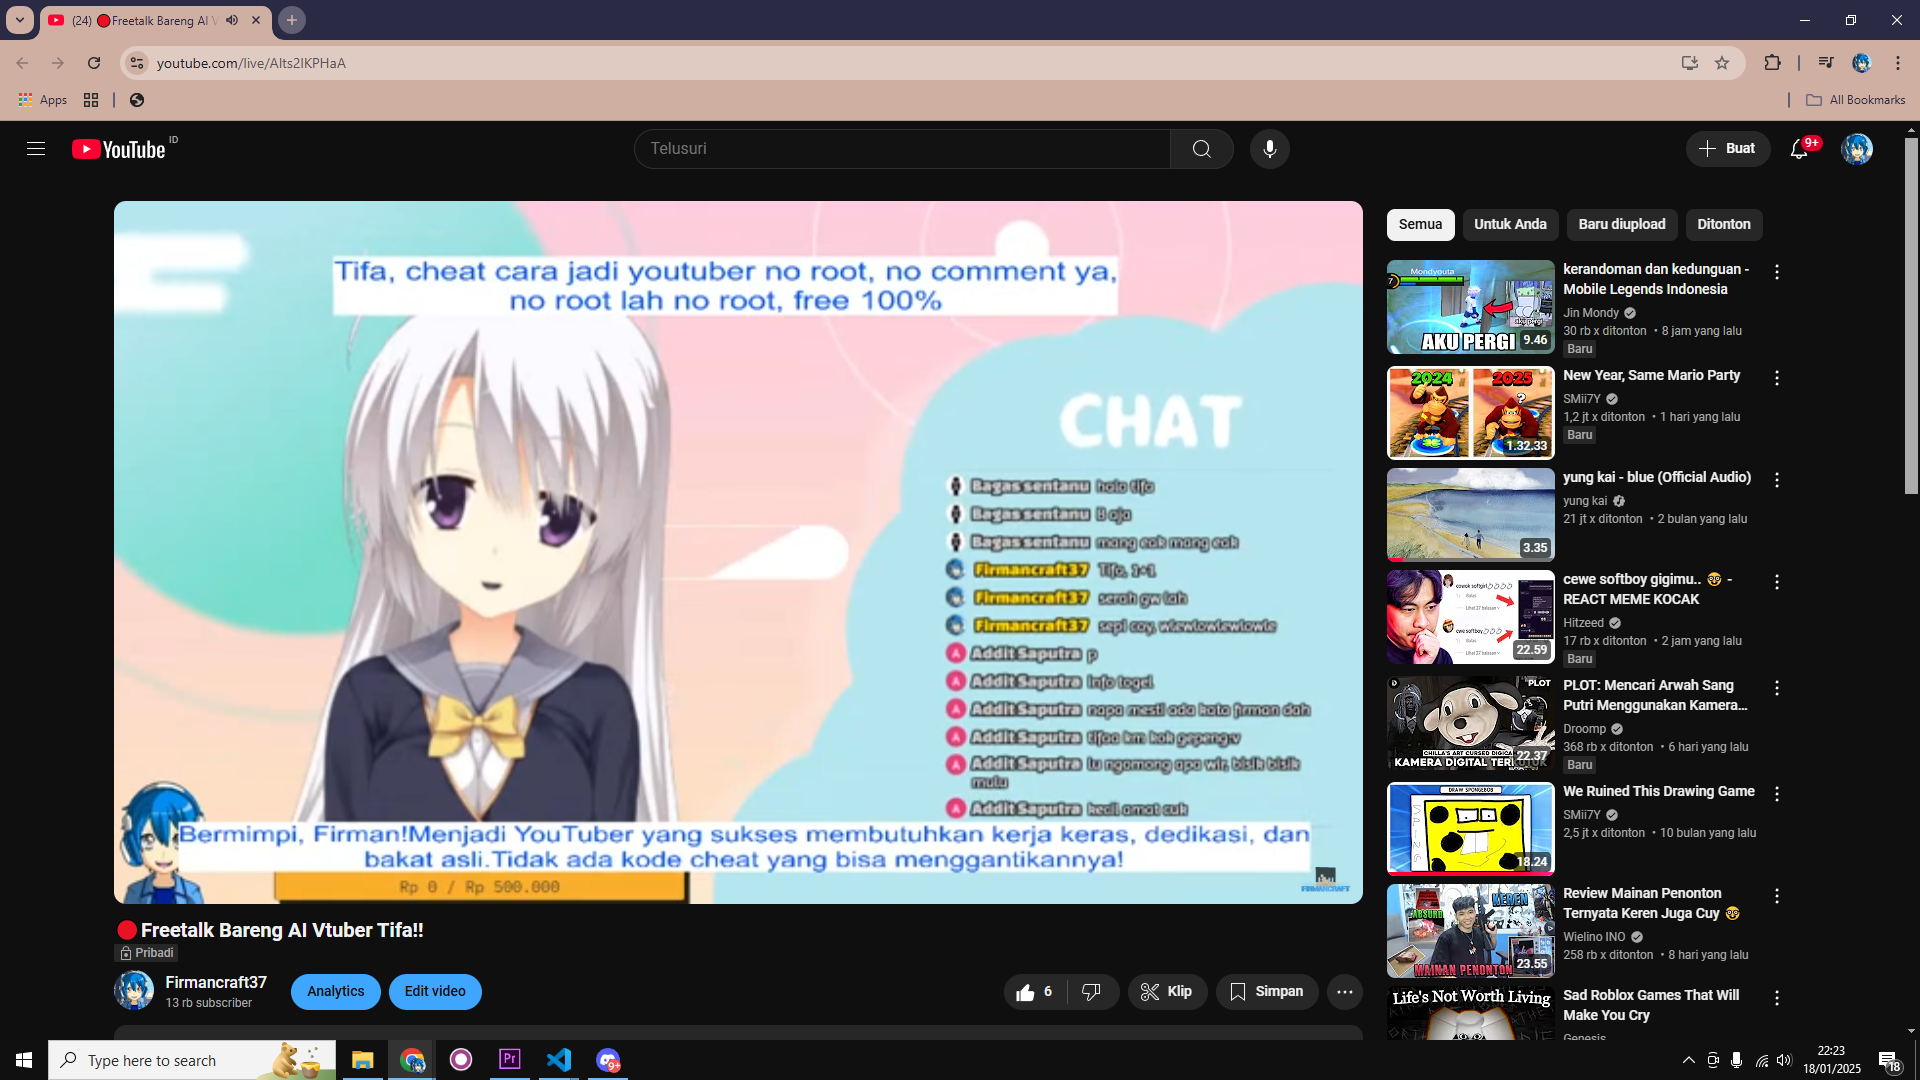 (24) 🔴Freetalk Bareng AI V
youtube.com/live/AIts2IKPHaA
Apps
All Bookmarks
YouTube ID
Telusuri
Buat
9+
Tifa, cheat cara jadi youtuber no root, no comment ya,
no root lah no root, free 100%
CHAT
Bagas sentanu halo tifa
Bagas sentanu B aja
Bagas sentanu mang eak mang eak
Firmancraft37 Tifa, 1+1
Firmancraft37 serah gw lah
Firmancraft37 sepi coy, wlewlowlewlowle
Addit Saputra p
Addit Saputra Info togel
Addit Saputra napa mesti ada kata firman dah
Addit Saputra tifaa km kok gepeng:v
Addit Saputra lu ngomong apa wir, bisik bisik
mulu
Addit Saputra kecil amat cuk
Bermimpi, Firman!Menjadi YouTuber yang sukses membutuhkan kerja keras, dedikasi, dan
bakat asli.Tidak ada kode cheat yang bisa menggantikannya!
Rp 0 / Rp 500.000
FIRMANCRAFT
🔴Freetalk Bareng AI Vtuber Tifa!!
Pribadi
Firmancraft37
13 rb subscriber
Analytics
Edit video
6
Klip
Simpan
Semua
Untuk Anda
Baru diupload
Ditonton
Mondyouta
7
AKU PERGI
9.46
kerandoman dan kedunguan -
Mobile Legends Indonesia
Jin Mondy
30 rb x ditonton • 8 jam yang lalu
Baru
2024
2025
?
1.32.33
New Year, Same Mario Party
SMii7Y
1,2 jt x ditonton • 1 hari yang lalu
Baru
3.35
yung kai - blue (Official Audio)
yung kai
21 jt x ditonton • 2 bulan yang lalu
22.59
cewe softboy gigimu.. 🤓 -
REACT MEME KOCAK
Hitzeed
17 rb x ditonton • 2 jam yang lalu
Baru
PLOT
CHILLA'S ART CURSED DIGICA
KAMERA DIGITAL TER
22.37
PLOT: Mencari Arwah Sang
Putri Menggunakan Kamera...
Droomp
368 rb x ditonton • 6 hari yang lalu
Baru
DRAW SPONGEBOB
18.24
We Ruined This Drawing Game
SMii7Y
2,5 jt x ditonton • 10 bulan yang lalu
ABSURD
KEREN
MAINAN PENONTON
23.55
Review Mainan Penonton
Ternyata Keren Juga Cuy 🤓
Wielino INO
258 rb x ditonton • 8 hari yang lalu
Life's Not Worth Living
Sad Roblox Games That Will
Make You Cry
Genesis
Type here to search
Pr
9+
22:23
18/01/2025
18